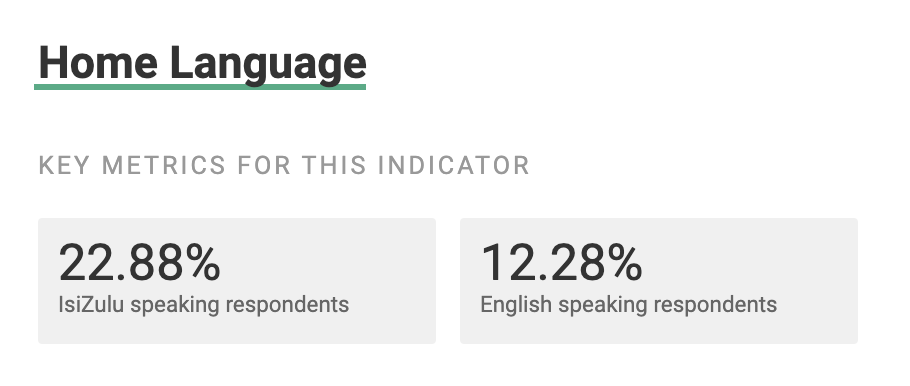 Home Language
KEY METRICS FOR THIS INDICATOR
22.88%
IsiZulu speaking respondents
12.28%
English speaking respondents